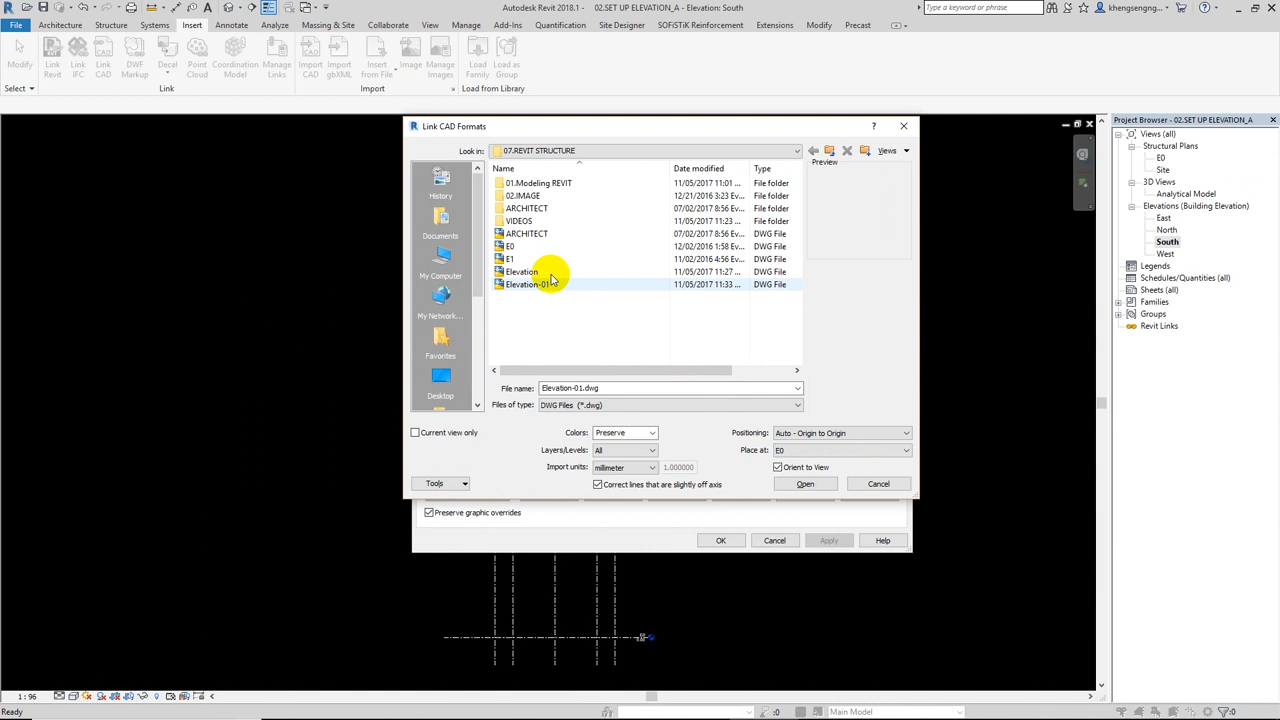 Autodesk Revit 2018.1 - 02.SET UP ELEVATION_A - Elevation: South
Type a keyword or phrase
khengsengng...
File Architecture Structure Systems Insert Annotate Analyze Massing & Site Collaborate View Manage Add-Ins Quantification Site Designer SOFiSTiK Reinforcement Extensions Modify Precast
Modify
Link Revit
Link IFC
Link CAD
DWF Markup
Decal
Point Cloud
Coordination Model
Manage Links
Import CAD
Import gbXML
Insert from File
Image
Manage Images
Load Family
Load as Group
Select
Link
Import
Load from Library
Link CAD Formats
Look in: 07.REVIT STRUCTURE
Views
Preview
Name Date modified Type
01.Modeling REVIT 11/05/2017 11:01 ... File folder
02.IMAGE 12/21/2016 3:23 Ev... File folder
ARCHITECT 07/02/2017 8:56 Ev... File folder
VIDEOS 11/05/2017 11:23 ... File folder
ARCHITECT 07/02/2017 8:56 Ev... DWG File
E0 12/02/2016 1:58 Ev... DWG File
E1 11/02/2016 4:56 Ev... DWG File
Elevation 11/05/2017 11:27 ... DWG File
Elevation-01 11/05/2017 11:33 ... DWG File
History
Documents
My Computer
My Network...
Favorites
Desktop
File name: Elevation-01.dwg
Files of type: DWG Files (*.dwg)
Current view only
Colors: Preserve
Positioning: Auto - Origin to Origin
Layers/Levels: All
Place at: E0
Import units: millimeter 1.000000
Orient to View
Correct lines that are slightly off axis
Tools
Open
Cancel
Preserve graphic overrides
OK Cancel Apply Help
Project Browser - 02.SET UP ELEVATION_A
Views (all)
Structural Plans
E0
Site
3D Views
Analytical Model
Elevations (Building Elevation)
East
North
South
West
Legends
Schedules/Quantities (all)
Sheets (all)
Families
Groups
Revit Links
1 : 96
Ready
:0
Main Model
:0